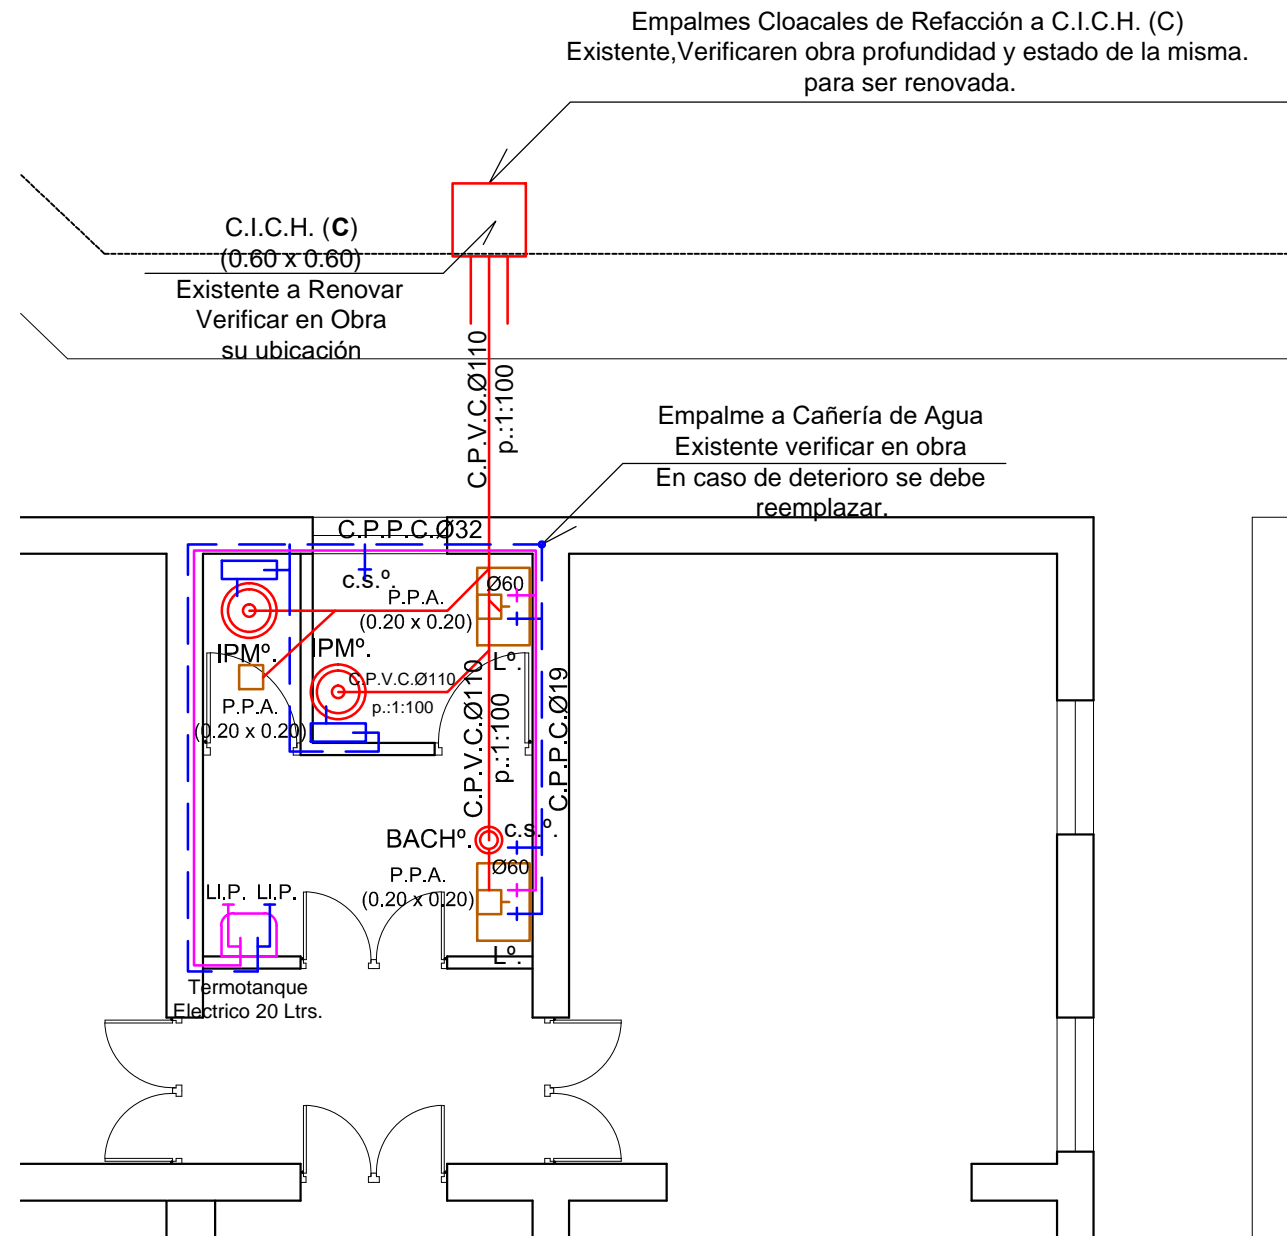 Empalmes Cloacales de Refacción a C.I.C.H. (C)
Existente,Verificaren obra profundidad y estado de la misma.
para ser renovada.
C.I.C.H. (C)
(0.60 x 0.60)
Existente a Renovar
Verificar en Obra
su ubicación
C.P.V.C.Ø110
p.:1:100
Empalme a Cañería de Agua
Existente verificar en obra
En caso de deterioro se debe
reemplazar.
C.P.P.C.Ø32
c.s.º.
P.P.A.
(0.20 x 0.20)
Ø60
IPMº.
IPMº.
Lº.
C.P.V.C.Ø110
p.:1:100
P.P.A.
(0.20 x 0.20)
C.P.V.C.Ø110
p.:1:100
C.P.P.C.Ø19
BACHº.
c.s.º.
Ø60
P.P.A.
(0.20 x 0.20)
LI.P.
LI.P.
Lº.
Termotanque
Electrico 20 Ltrs.